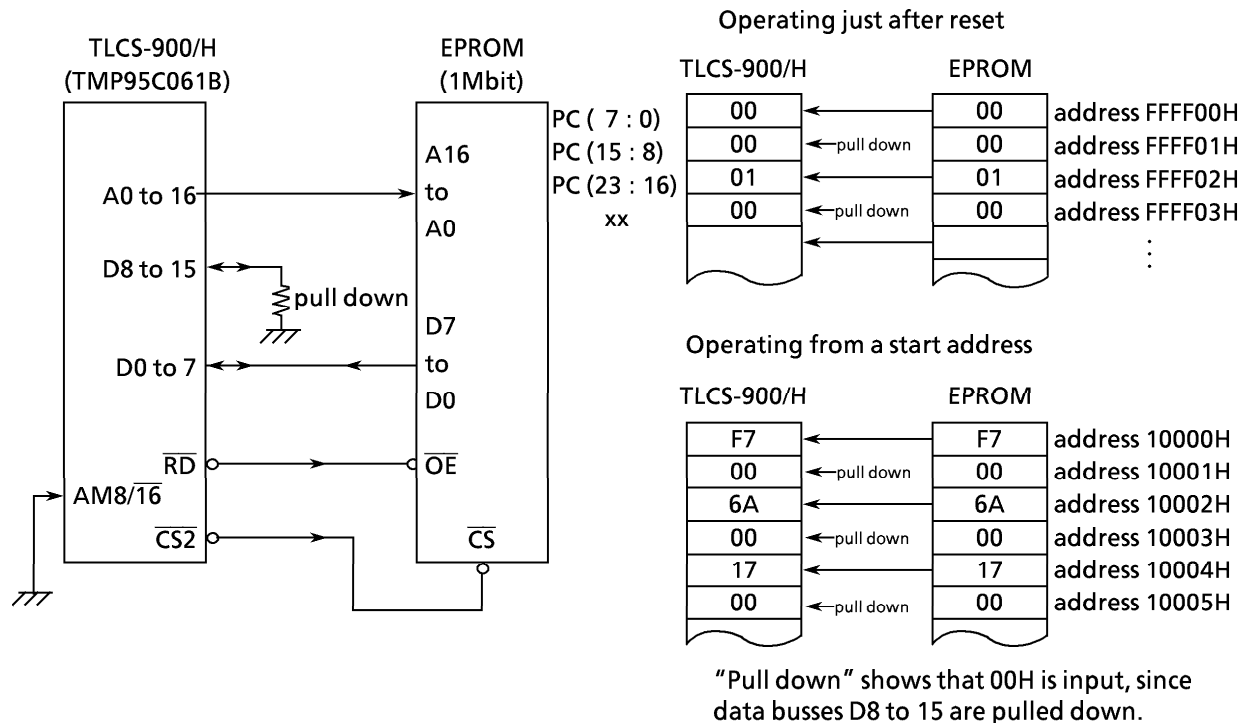 TLCS-900/H
(TMP95C061B)
EPROM
(1Mbit)
A0 to 16
D8 to 15
pull down
D0 to 7
RD
AM8/16
CS2
A16
to
A0
D7
to
D0
OE
CS
Operating just after reset
TLCS-900/H EPROM
PC ( 7 : 0) 00 00 address FFFF00H
PC (15 : 8) 00 pull down 00 address FFFF01H
PC (23 : 16) 01 01 address FFFF02H
xx 00 pull down 00 address FFFF03H
⋮
Operating from a start address
TLCS-900/H EPROM
F7 F7 address 10000H
00 pull down 00 address 10001H
6A 6A address 10002H
00 pull down 00 address 10003H
17 17 address 10004H
00 pull down 00 address 10005H
“Pull down” shows that 00H is input, since
data busses D8 to 15 are pulled down.